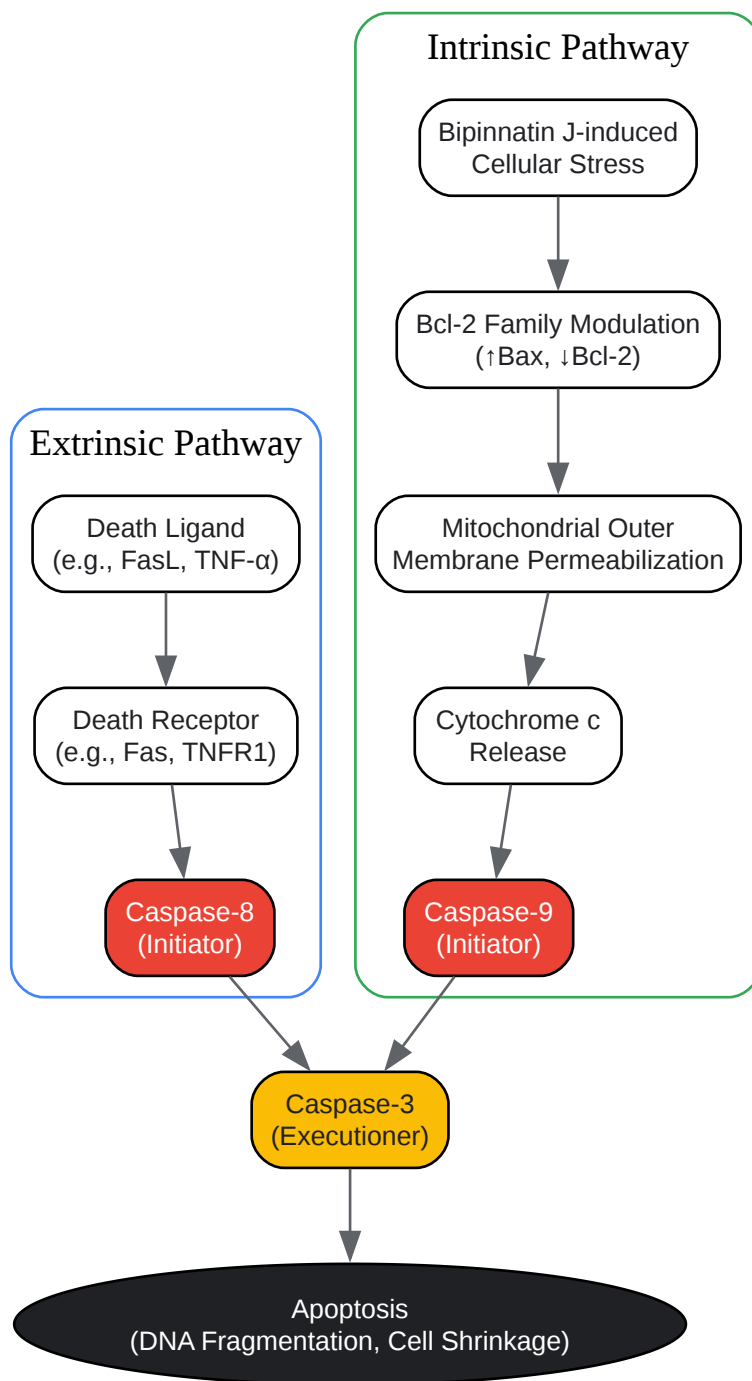 Intrinsic Pathway
Bipinnatin J-induced
Cellular Stress
Bcl-2 Family Modulation
(↑Bax, ↓Bcl-2)
Mitochondrial Outer
Membrane Permeabilization
Cytochrome c
Release
Caspase-9
(Initiator)
Extrinsic Pathway
Death Ligand
(e.g., FasL, TNF-α)
Death Receptor
(e.g., Fas, TNFR1)
Caspase-8
(Initiator)
Caspase-3
(Executioner)
Apoptosis
(DNA Fragmentation, Cell Shrinkage)